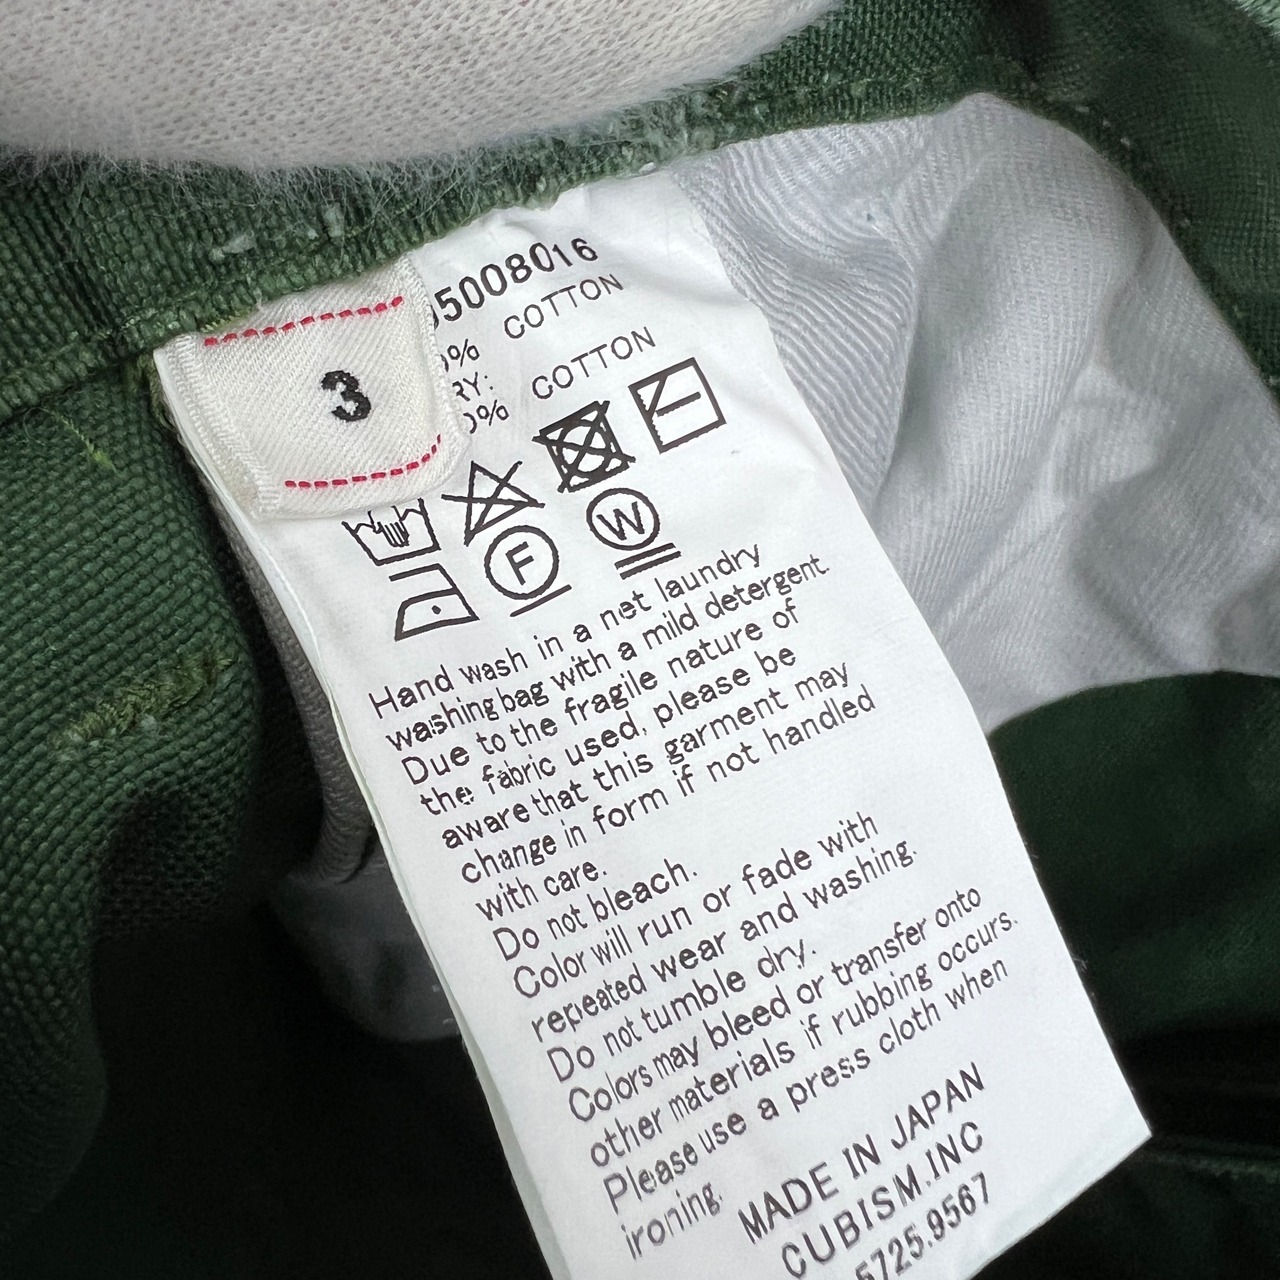 3
5008016
% COTTON
RY:
0% COTTON
F
W
Hand wash in a net laundry
washing bag with a mild detergent.
Due to the fragile nature of
the fabric used, please be
aware that this garment may
change in form if not handled
with care.
Do not bleach.
Color will run or fade with
repeated wear and washing.
Do not tumble dry.
Colors may bleed or transfer onto
other materials if rubbing occurs.
Please use a press cloth when
ironing.
MADE IN JAPAN
CUBISM.INC
5725.9567